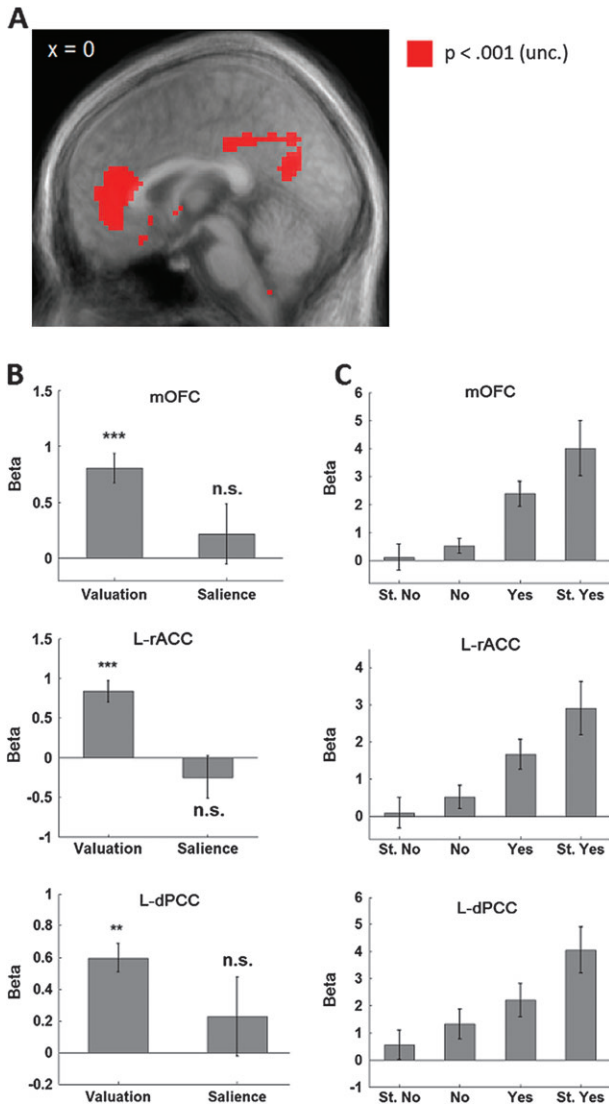 A
x = 0
p < .001 (unc.)
B
mOFC
1.5
1
0.5
0
Beta
***
n.s.
Valuation
Salience
L-rACC
1.5
1
0.5
0
-0.5
-1
Beta
***
n.s.
Valuation
Salience
L-dPCC
1
0.8
0.6
0.4
0.2
0
-0.2
Beta
**
n.s.
Valuation
Salience
C
mOFC
6
5
4
3
2
1
0
-1
Beta
St. No
No
Yes
St. Yes
L-rACC
4
3
2
1
0
Beta
St. No
No
Yes
St. Yes
L-dPCC
6
5
4
3
2
1
0
-1
Beta
St. No
No
Yes
St. Yes